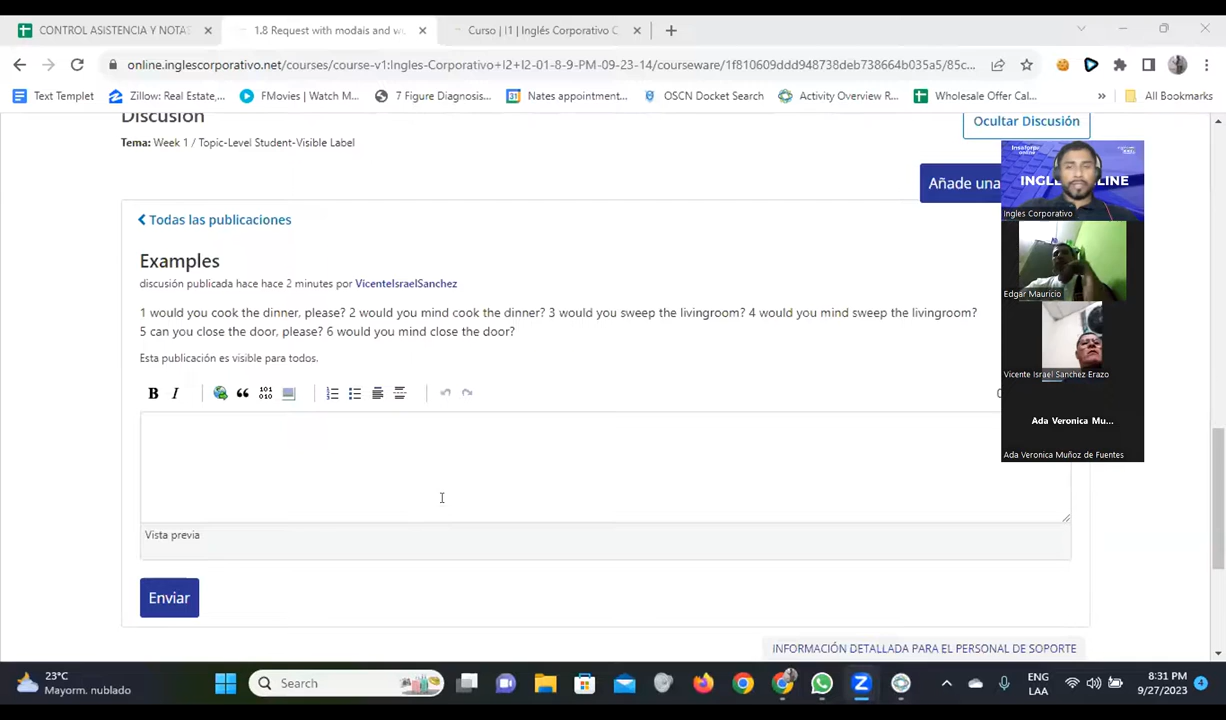 CONTROL ASISTENCIA Y NOTAS
1.8 Request with modals and wo
Curso | I1 | Inglés Corporativo C
online.inglescorporativo.net/courses/course-v1:Ingles-Corporativo+I2+I2-01-8-9-PM-09-23-14/courseware/1f810609ddd948738deb738664b035a5/85c...
Text Templet
Zillow: Real Estate,...
FMovies | Watch M...
7 Figure Diagnosis...
Nates appointment...
OSCN Docket Search
Activity Overview R...
Wholesale Offer Cal...
»
All Bookmarks
Discusión
Ocultar Discusión
Tema: Week 1 / Topic-Level Student-Visible Label
Añade una
Todas las publicaciones
Examples
discusión publicada hace hace 2 minutes por VicenteIsraelSanchez
1 would you cook the dinner, please? 2 would you mind cook the dinner? 3 would you sweep the livingroom? 4 would you mind sweep the livingroom?
5 can you close the door, please? 6 would you mind close the door?
Esta publicación es visible para todos.
B I
Vista previa
Enviar
INFORMACIÓN DETALLADA PARA EL PERSONAL DE SOPORTE
Ingles Corporativo
Edgar Mauricio
Vicente Israel Sanchez Erazo
Ada Veronica Mu...
Ada Veronica Muñoz de Fuentes
23°C
Mayorm. nublado
Search
ENG
LAA
8:31 PM
9/27/2023
4